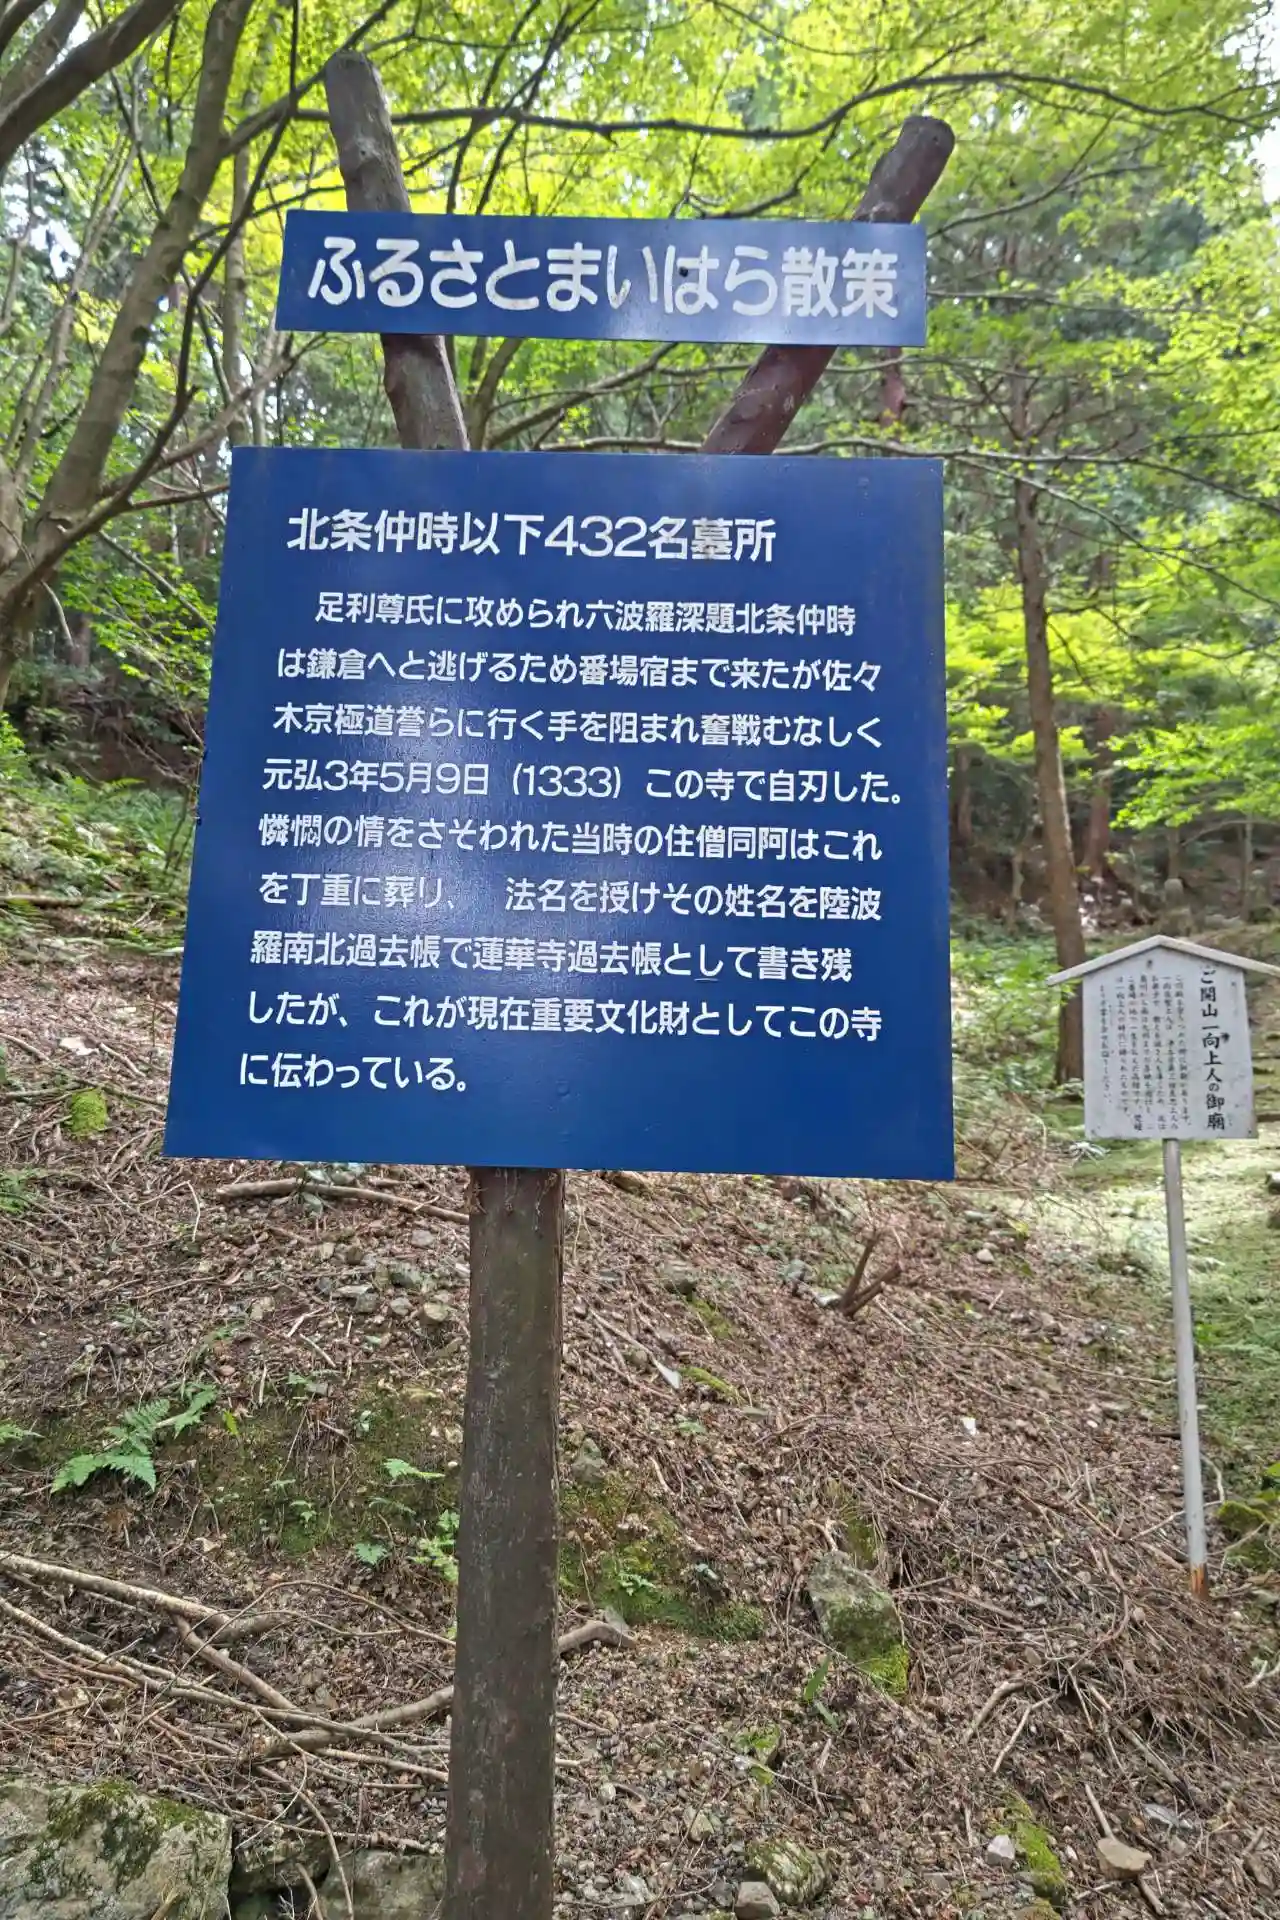 ふるさとまいはら散策
北条仲時以下432名墓所
足利尊氏に攻められ六波羅深題北条仲時
は鎌倉へと逃げるため番場宿まで来たが佐々
木京極道誉らに行く手を阻まれ奮戦むなしく
元弘3年5月9日（1333）この寺で自刃した。
憐憫の情をさそわれた当時の住僧同阿はこれ
を丁重に葬り、　法名を授けその姓名を陸波
羅南北過去帳で蓮華寺過去帳として書き残
したが、これが現在重要文化財としてこの寺
に伝わっている。
ご開山一向上人の御廟